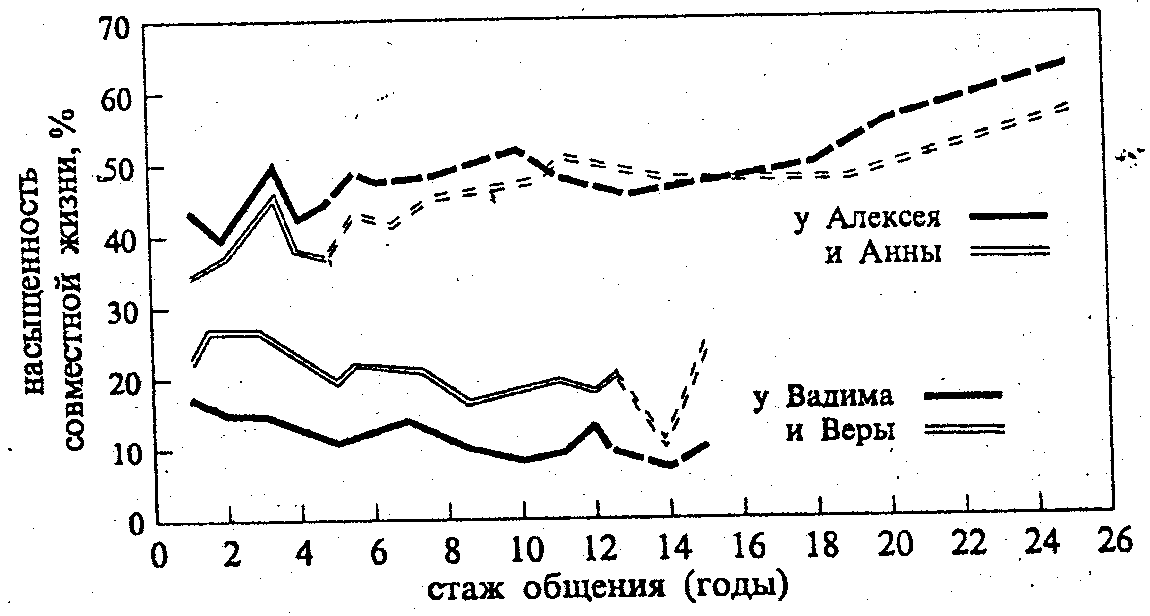 насыщенность
совместной жизни, %
70
60
50
40
30
20
10
0
у Алексея
и Анны
у Вадима
и Веры
0 2 4 6 8 10 12 14 16 18 20 22 24 26
стаж общения (годы)